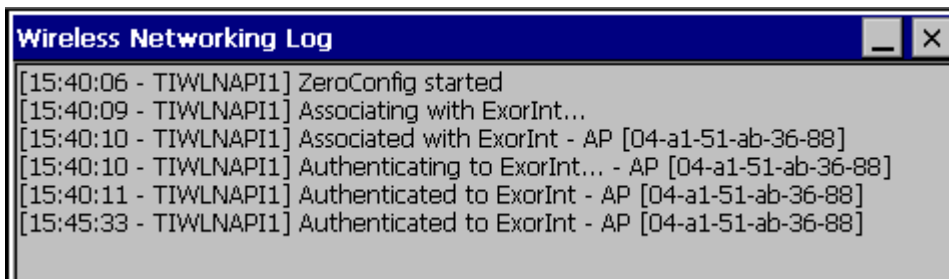 Wireless Networking Log
[15:40:06 - TIWLNAPI1] ZeroConfig started
[15:40:09 - TIWLNAPI1] Associating with ExorInt...
[15:40:10 - TIWLNAPI1] Associated with ExorInt - AP [04-a1-51-ab-36-88]
[15:40:10 - TIWLNAPI1] Authenticating to ExorInt... - AP [04-a1-51-ab-36-88]
[15:40:11 - TIWLNAPI1] Authenticated to ExorInt - AP [04-a1-51-ab-36-88]
[15:45:33 - TIWLNAPI1] Authenticated to ExorInt - AP [04-a1-51-ab-36-88]